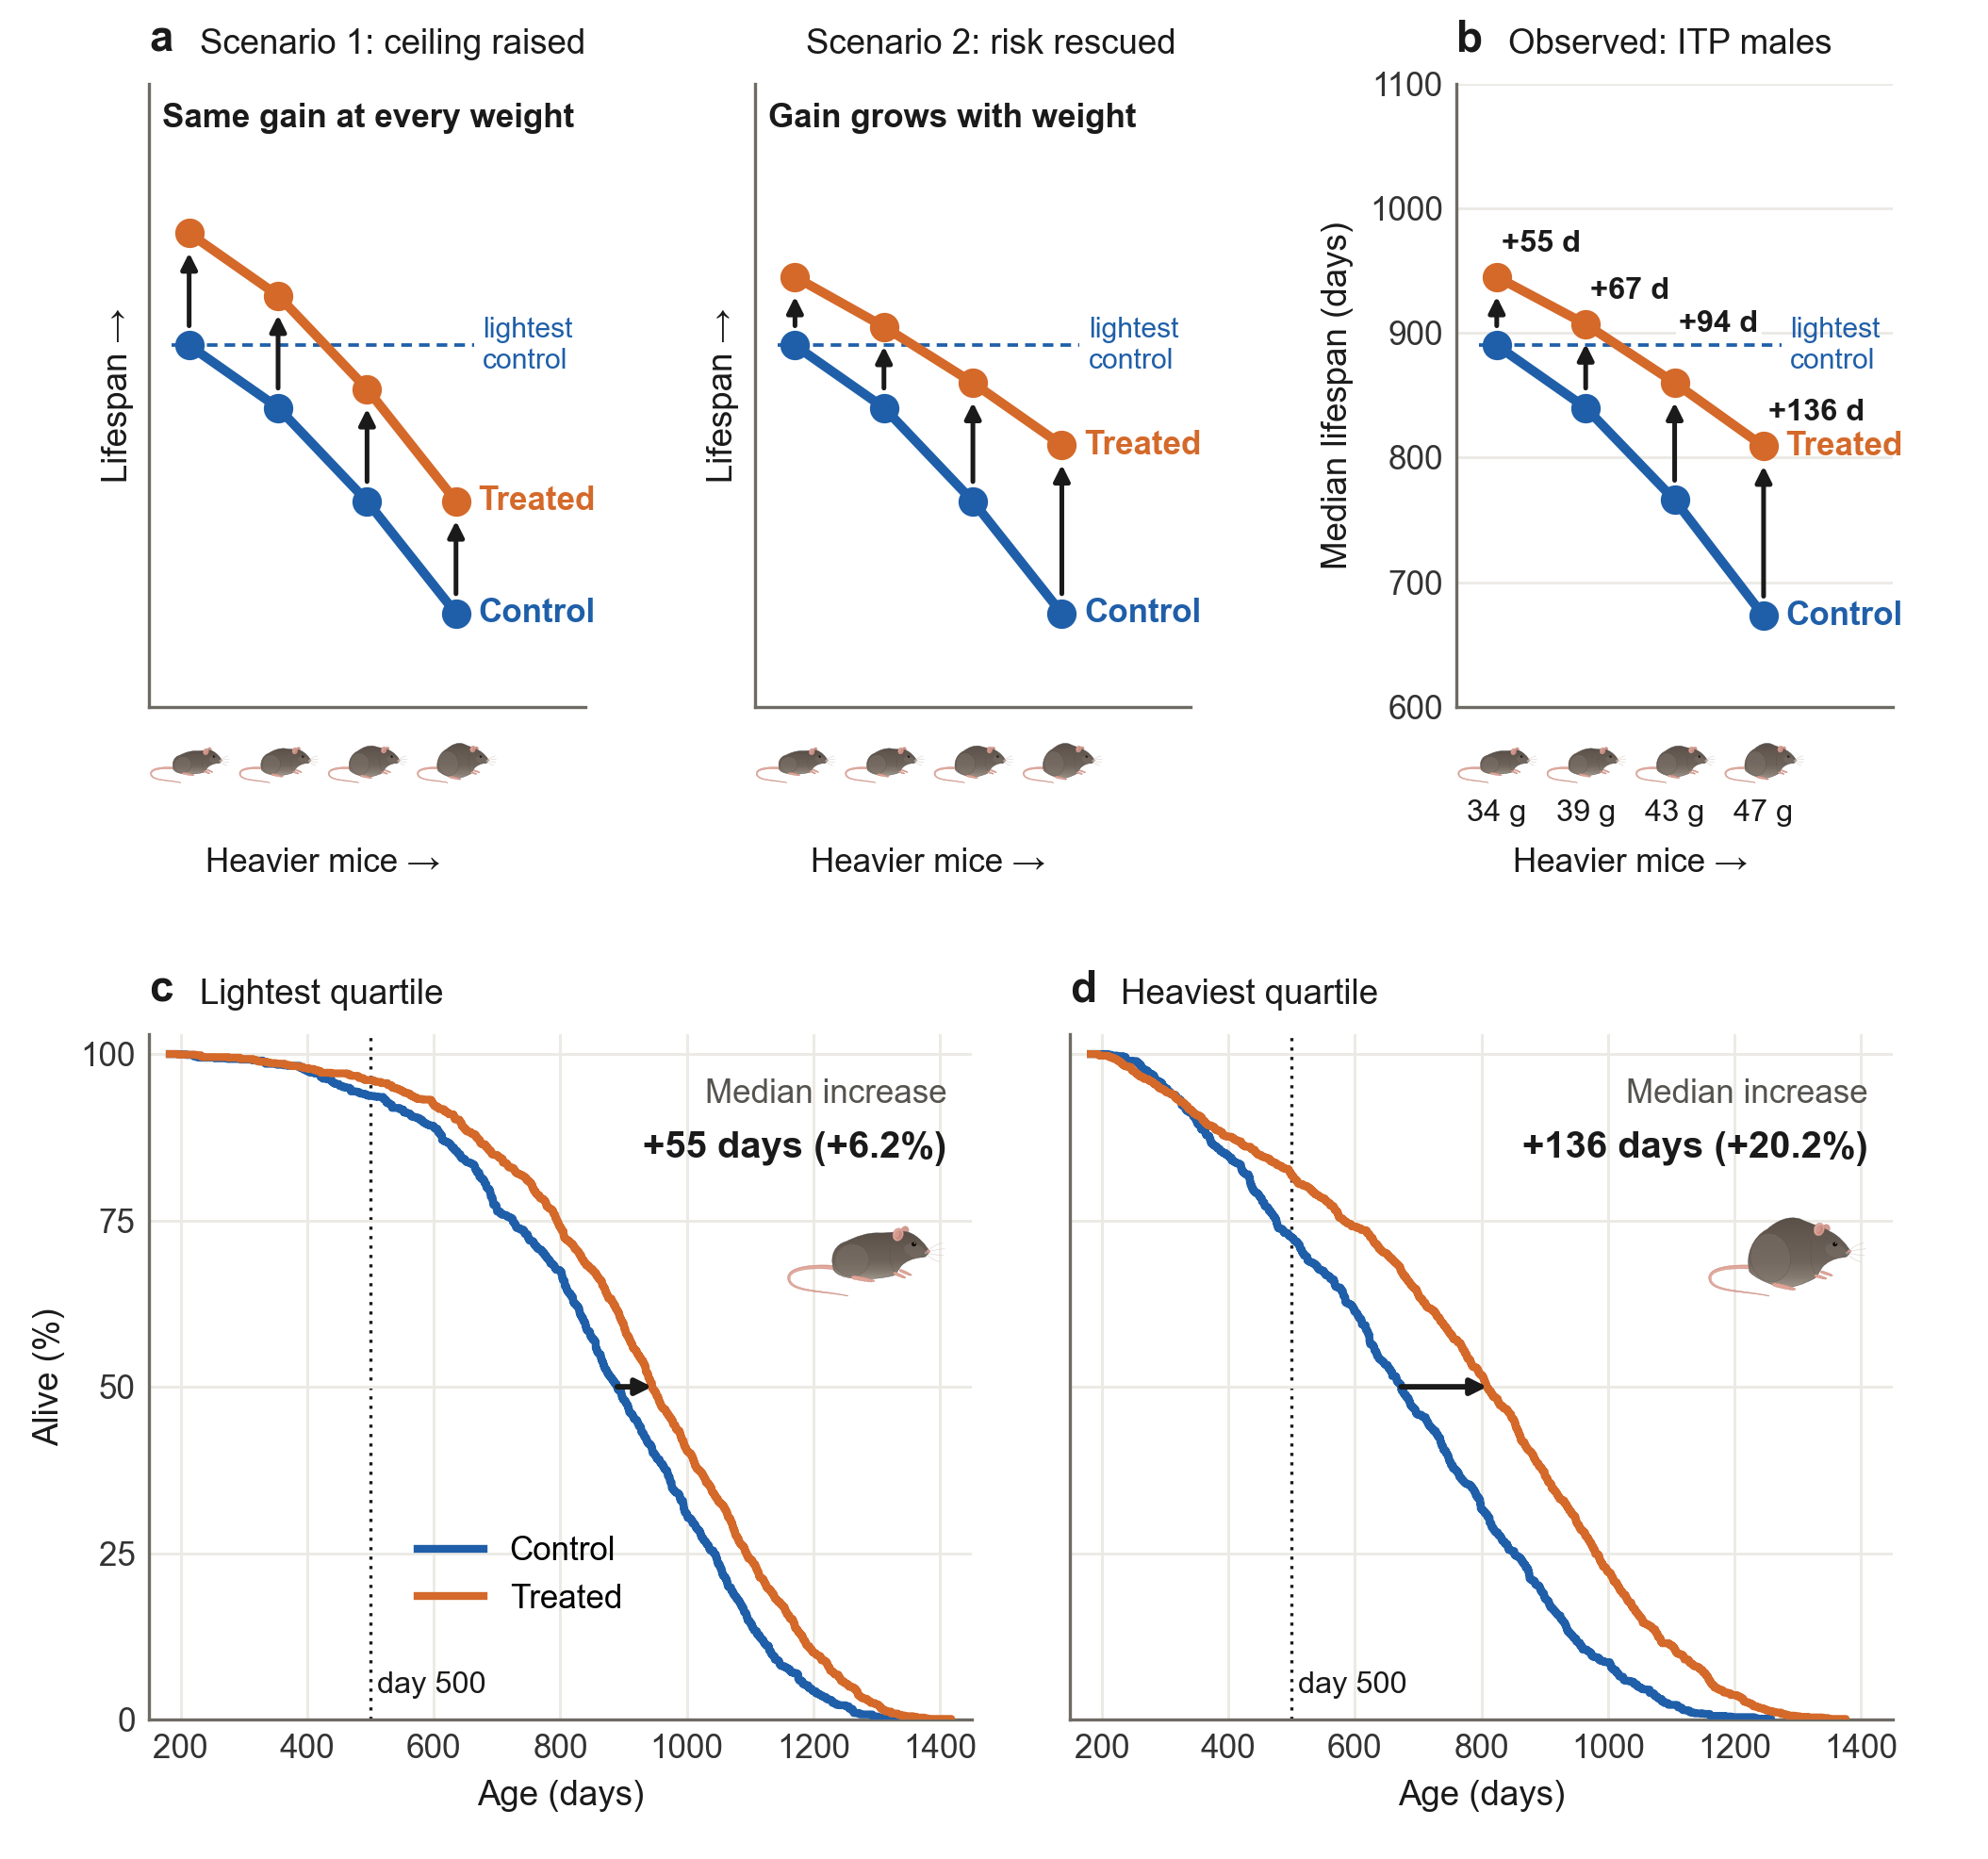 a Scenario 1: ceiling raised
Same gain at every weight
Lifespan →
lightest
control
Treated
Control
Heavier mice →
Scenario 2: risk rescued
Gain grows with weight
Lifespan →
lightest
control
Treated
Control
Heavier mice →
b Observed: ITP males
Median lifespan (days)
1100
1000
900
800
700
600
+55 d
+67 d
+94 d
+136 d
lightest
control
Treated
Control
34 g 39 g 43 g 47 g
Heavier mice →
c Lightest quartile
Alive (%)
100
75
50
25
0
Median increase
+55 days (+6.2%)
Control
Treated
day 500
200 400 600 800 1000 1200 1400
Age (days)
d Heaviest quartile
Median increase
+136 days (+20.2%)
day 500
200 400 600 800 1000 1200 1400
Age (days)